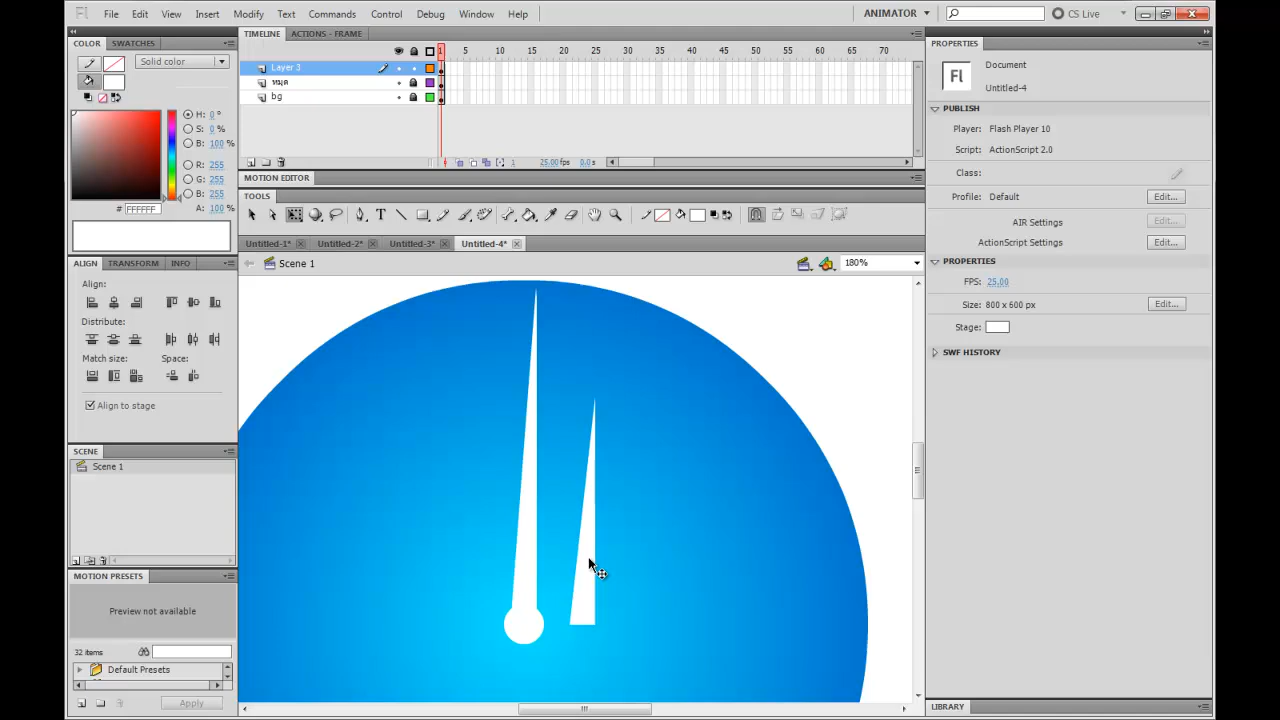 Fl File Edit View Insert Modify Text Commands Control Debug Window Help ANIMATOR CS Live
COLOR SWATCHES
Solid color
H: 0 °
S: 0 %
B: 100 %
R: 255
G: 255
B: 255
# FFFFFF A: 100 %
ALIGN TRANSFORM INFO
Align:
Distribute:
Match size: Space:
Align to stage
SCENE
Scene 1
MOTION PRESETS
Preview not available
32 items
Default Presets
Apply
TIMELINE ACTIONS - FRAME
1 5 10 15 20 25 30 35 40 45 50 55 60 65 70
Layer 3
หมุด
bg
1 25.00 fps 0.0 s
MOTION EDITOR
TOOLS
Untitled-1* Untitled-2* Untitled-3* Untitled-4*
Scene 1 180%
PROPERTIES
Fl Document
Untitled-4
PUBLISH
Player: Flash Player 10
Script: ActionScript 2.0
Class:
Profile: Default Edit...
AIR Settings Edit...
ActionScript Settings Edit...
PROPERTIES
FPS: 25.00
Size: 800 x 600 px Edit...
Stage:
SWF HISTORY
LIBRARY